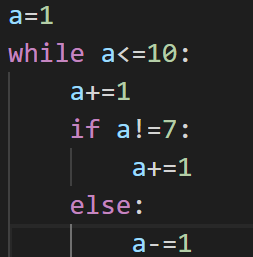 a=1
while a<=10:
    a+=1
    if a!=7:
        a+=1
    else:
        a-=1